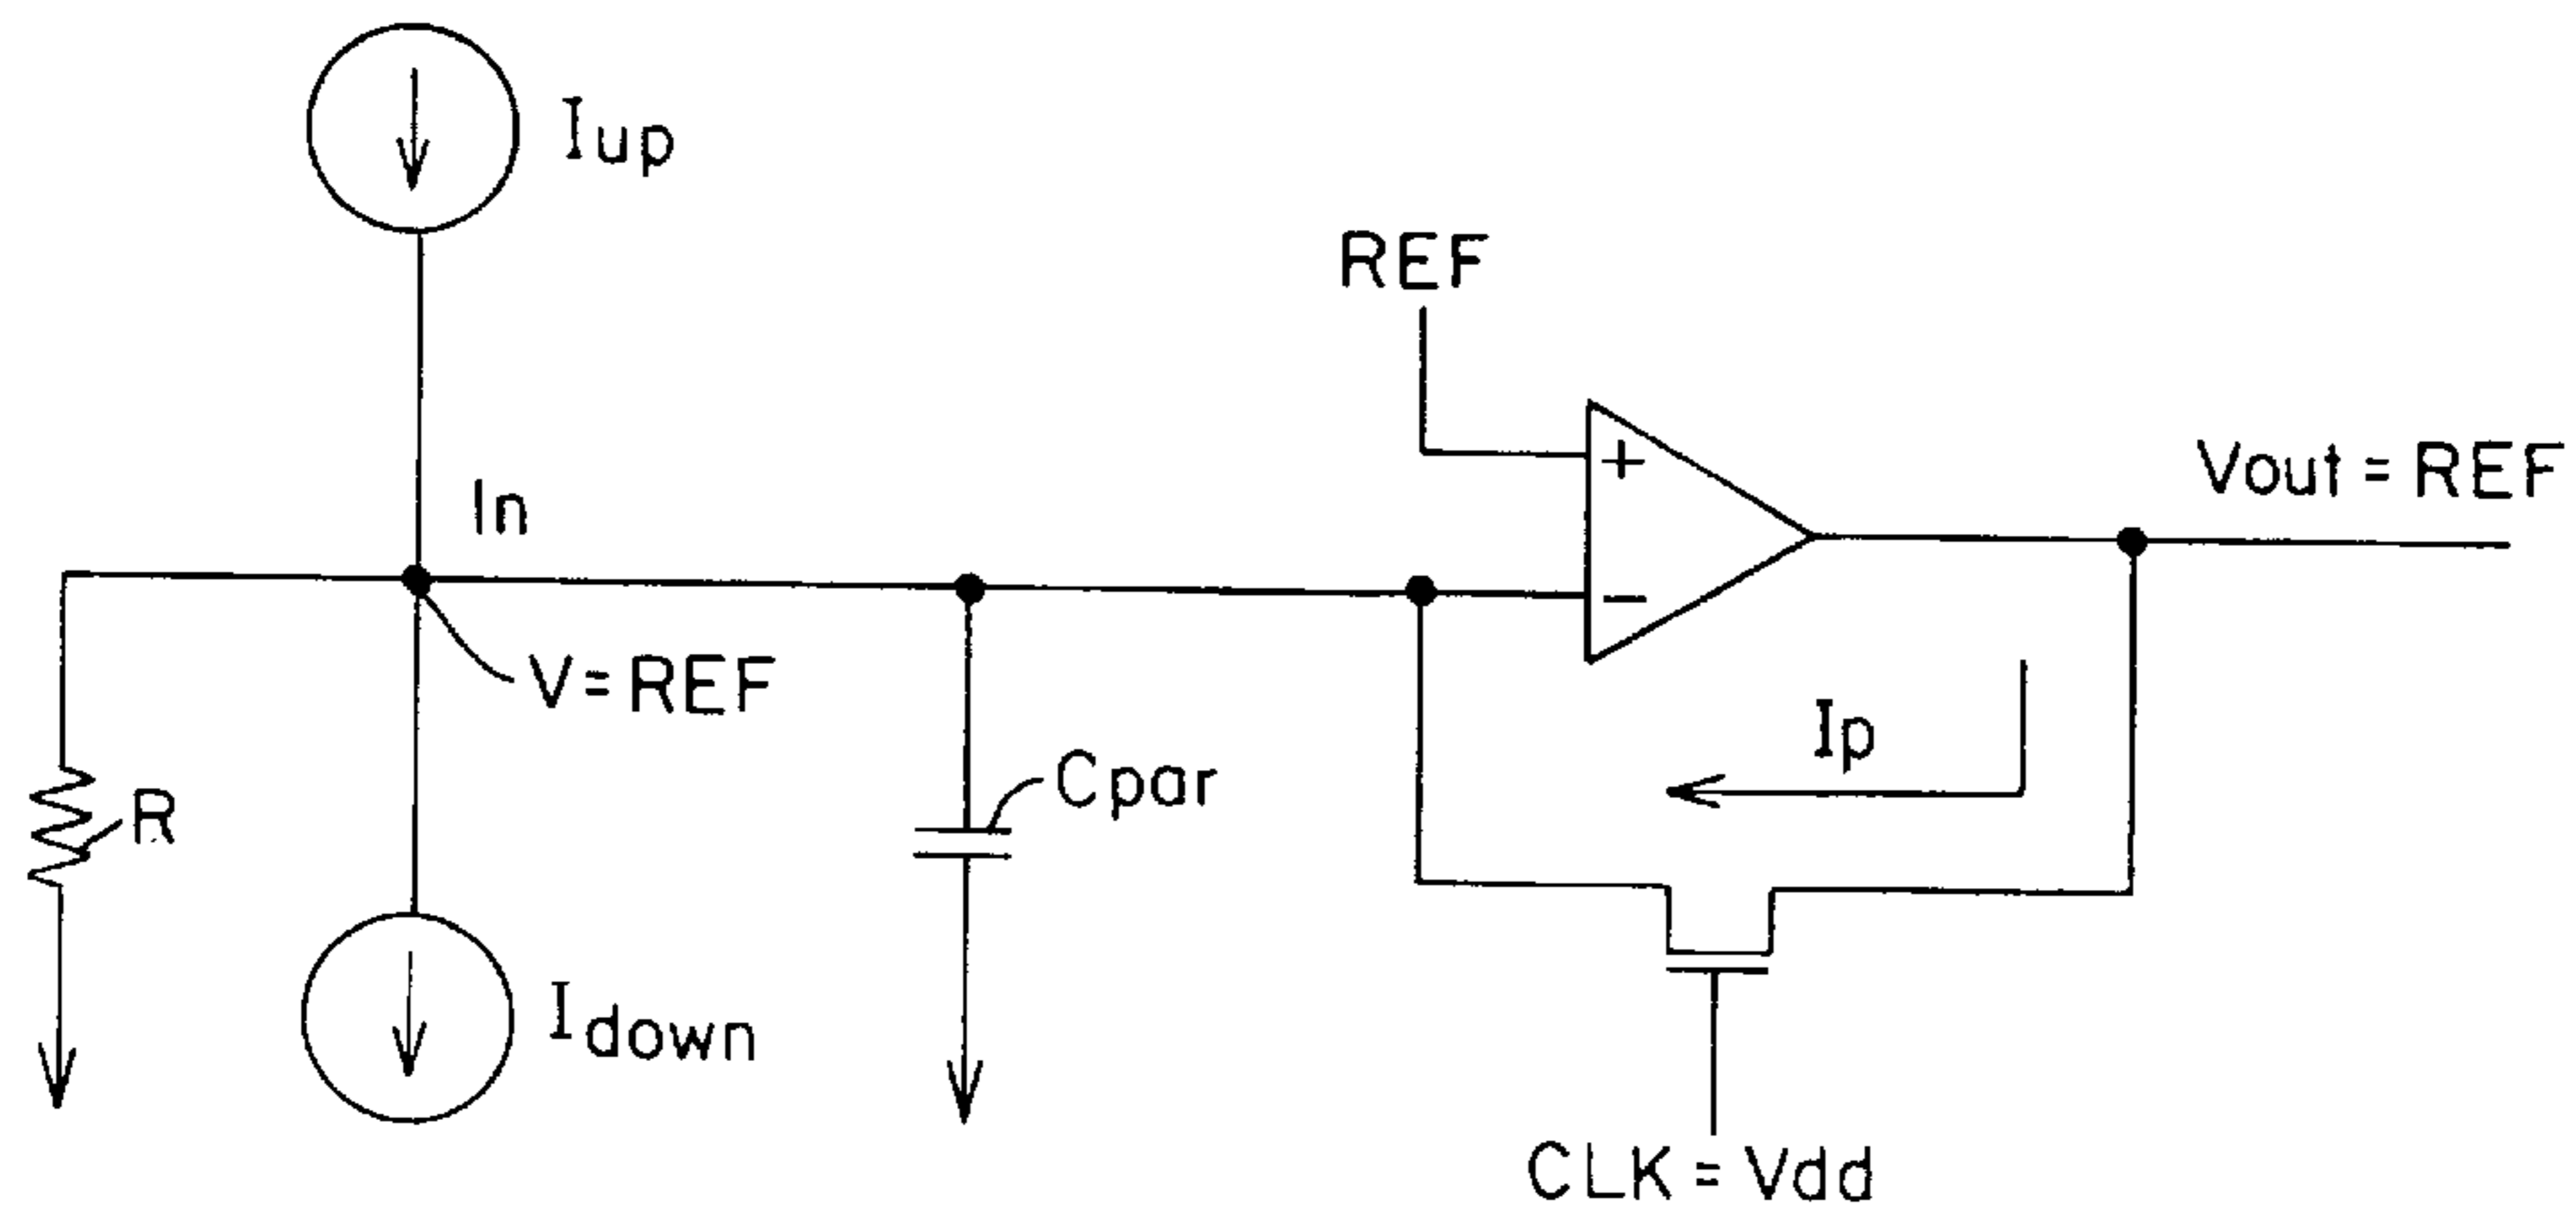 Iup
REF
+
Vout = REF
In
−
V = REF
Ip
Cpar
R
Idown
CLK = Vdd